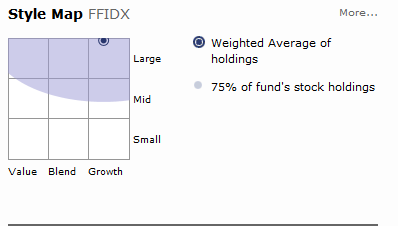 Style Map FFIDX
More...
Weighted Average of
holdings
75% of fund's stock holdings
Large
Mid
Small
Value Blend Growth